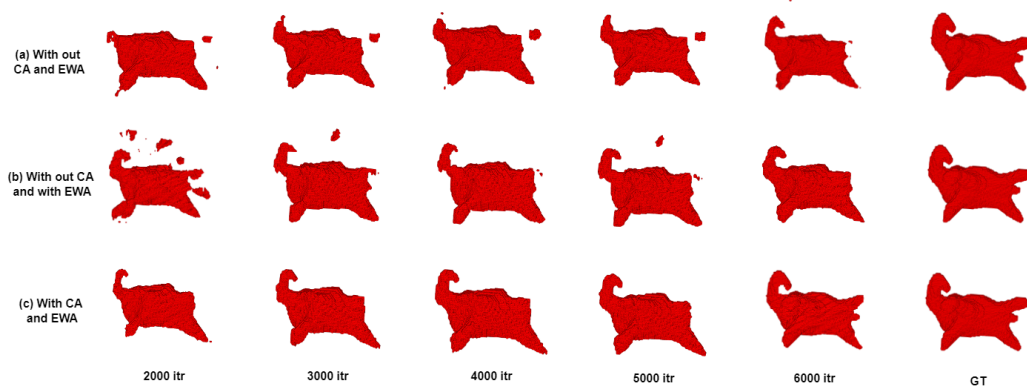 (a) With out
CA and EWA
(b) With out CA
and with EWA
(c) With CA
and EWA
2000 itr
3000 itr
4000 itr
5000 itr
6000 itr
GT